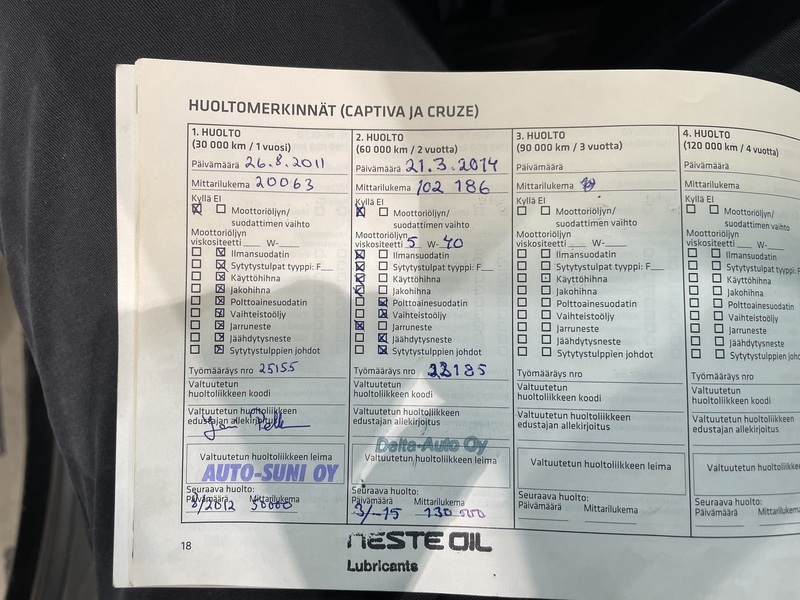 HUOLTOMERKINNÄT (CAPTIVA JA CRUZE)
1. HUOLTO
(30 000 km / 1 vuosi)
Päivämäärä 26.8.2011
Mittarilukema 20063
Kyllä Ei
Moottoriöljyn/
suodattimen vaihto
Moottoriöljyn
viskositeetti ___ W-___
Ilmansuodatin
Sytytystulpat tyyppi: F__
Käyttöhihna
Jakohihna
Polttoainesuodatin
Vaihteistoöljy
Jarruneste
Jäähdytysneste
Sytytystulppien johdot
Työmääräys nro 25155
Valtuutetun
huoltoliikkeen koodi
Valtuutetun huoltoliikkeen
edustajan allekirjoitus
Valtuutetun huoltoliikkeen leima
AUTO-SUNI OY
Seuraava huolto:
Päivämäärä Mittarilukema
8/2012 50000
2. HUOLTO
(60 000 km / 2 vuotta)
Päivämäärä 21.3.2014
Mittarilukema 102 186
Kyllä Ei
Moottoriöljyn/
suodattimen vaihto
Moottoriöljyn
viskositeetti 5 W-40
Ilmansuodatin
Sytytystulpat tyyppi: F__
Käyttöhihna
Jakohihna
Polttoainesuodatin
Vaihteistoöljy
Jarruneste
Jäähdytysneste
Sytytystulppien johdot
Työmääräys nro 185
Valtuutetun
huoltoliikkeen koodi
Valtuutetun huoltoliikkeen
edustajan allekirjoitus
Delta-Auto Oy
Valtuutetun huoltoliikkeen leima
Seuraava huolto:
Päivämäärä Mittarilukema
3/-15 130 000
3. HUOLTO
(90 000 km / 3 vuotta)
Päivämäärä
Mittarilukema
Kyllä Ei
Moottoriöljyn/
suodattimen vaihto
Moottoriöljyn
viskositeetti ___ W-___
Ilmansuodatin
Sytytystulpat tyyppi: F__
Käyttöhihna
Jakohihna
Polttoainesuodatin
Vaihteistoöljy
Jarruneste
Jäähdytysneste
Sytytystulppien johdot
Työmääräys nro
Valtuutetun
huoltoliikkeen koodi
Valtuutetun huoltoliikkeen
edustajan allekirjoitus
Valtuutetun huoltoliikkeen leima
Seuraava huolto:
Päivämäärä Mittarilukema
4. HUOLTO
(120 000 km / 4 vuotta)
Päivämäärä
Mittarilukema
Kyllä Ei
Moottoriöljyn/
suodattimen vaihto
Moottoriöljyn
viskositeetti ___ W-___
Ilmansuodatin
Sytytystulpat tyyppi: F
Käyttöhihna
Jakohihna
Polttoainesuodatin
Vaihteistoöljy
Jarruneste
Jäähdytysneste
Sytytystulppien johdo
Työmääräys nro
Valtuutetun
huoltoliikkeen koodi
Valtuutetun huoltoliikkeen
edustajan allekirjoitus
Valtuutetun huoltoliikke
Seuraava huolto:
Päivämäärä Mittarilukema
18
NESTE OIL
Lubricants